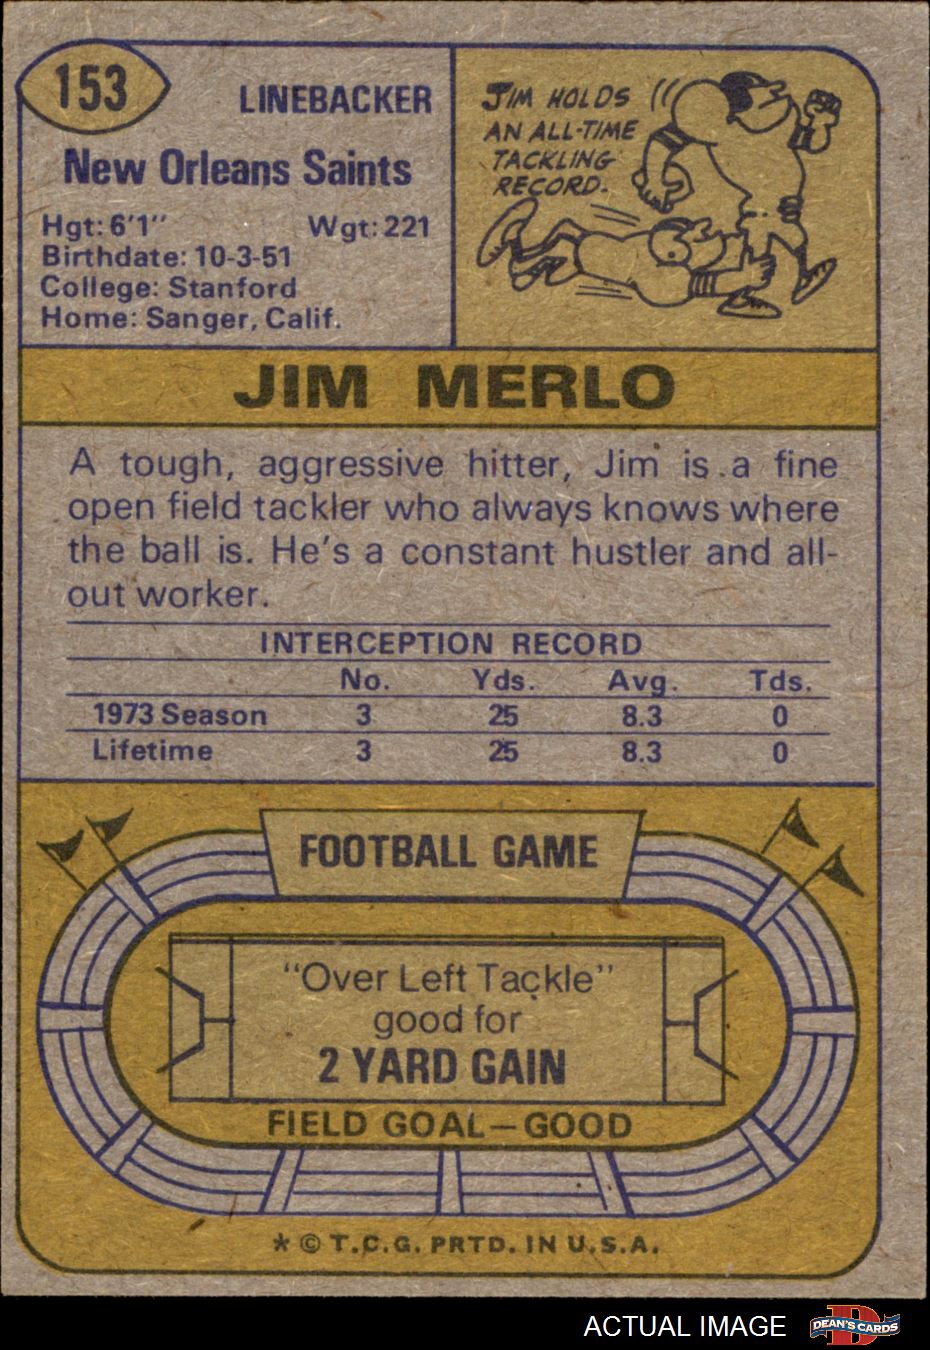 153
LINEBACKER
New Orleans Saints
Hgt: 6'1" Wgt: 221
Birthdate: 10-3-51
College: Stanford
Home: Sanger, Calif.
JIM HOLDS
AN ALL-TIME
TACKLING
RECORD.
JIM MERLO
A tough, aggressive hitter, Jim is a fine
open field tackler who always knows where
the ball is. He's a constant hustler and all-
out worker.
INTERCEPTION RECORD
No. Yds. Avg. Tds.
1973 Season 3 25 8.3 0
Lifetime 3 25 8.3 0
FOOTBALL GAME
"Over Left Tackle"
good for
2 YARD GAIN
FIELD GOAL—GOOD
* © T.C.G. PRTD. IN U.S.A.
ACTUAL IMAGE
D
DEAN'S CARDS